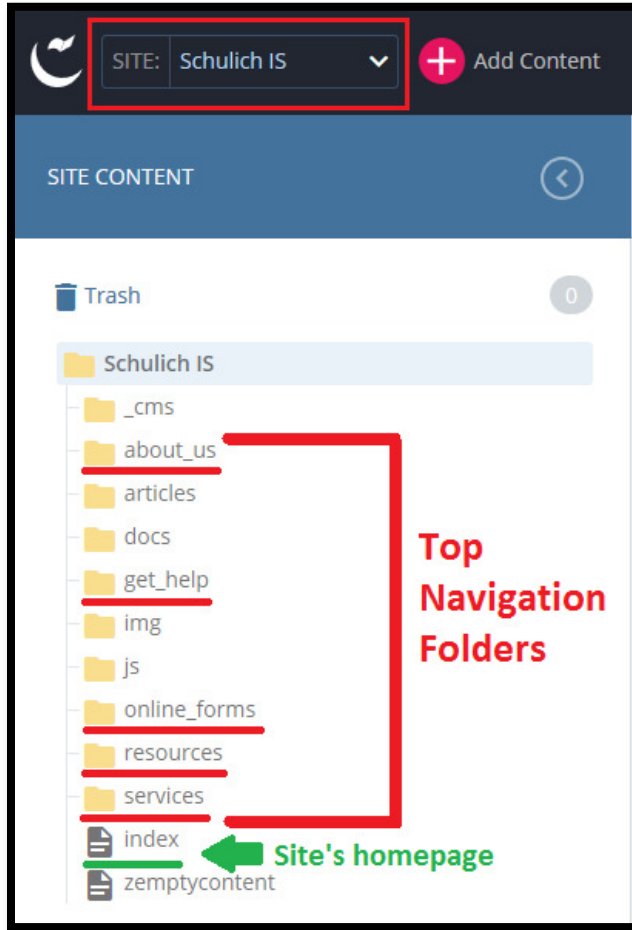 SITE: Schulich IS Add Content
SITE CONTENT
Trash 0
Schulich IS
_cms
about_us
articles
docs
get_help
img
js
online_forms
resources
services
index
zemptycontent
Top
Navigation
Folders
Site's homepage